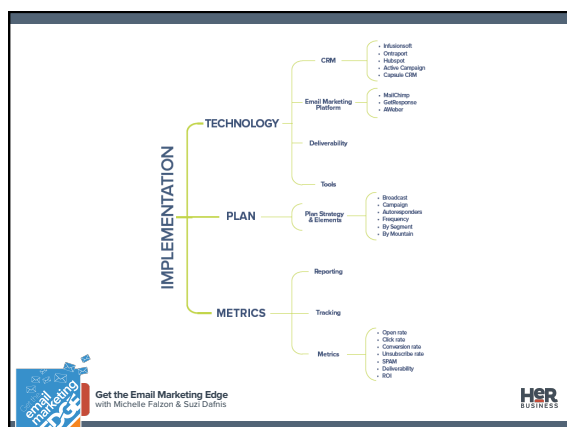 IMPLEMENTATION
TECHNOLOGY
CRM
• Infusionsoft
• Ontraport
• Hubspot
• Active Campaign
• Capsule CRM
Email Marketing
Platform
• MailChimp
• GetResponse
• AWeber
Deliverability
Tools
PLAN
Plan Strategy
& Elements
• Broadcast
• Campaign
• Autoresponders
• Frequency
• By Segment
• By Mountain
METRICS
Reporting
Tracking
Metrics
• Open rate
• Click rate
• Conversion rate
• Unsubscribe rate
• SPAM
• Deliverability
• ROI
Get the
email
marketing
EDGE
Get the Email Marketing Edge
with Michelle Falzon & Suzi Dafnis
HeR
BUSINESS